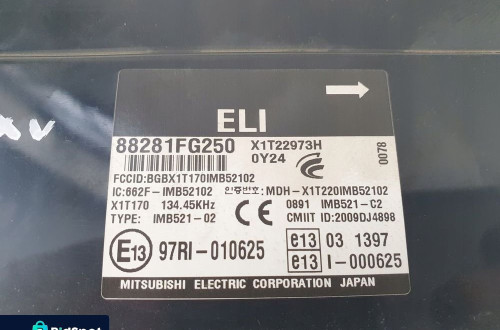 XV
ELI
88281FG250 X1T22973H
0Y24
0078
FCCID:BGBX1T170IMB52102
IC:662F-IMB52102 인증번호:MDH-X1T220IMB52102
X1T170 134.45KHz 0891 IMB521-C2
TYPE: IMB521-02 CMIIT ID:2009DJ4898
E13 97RI-010625
e13 03 1397
e13 I-000625
MITSUBISHI ELECTRIC CORPORATION JAPAN
BidSpot